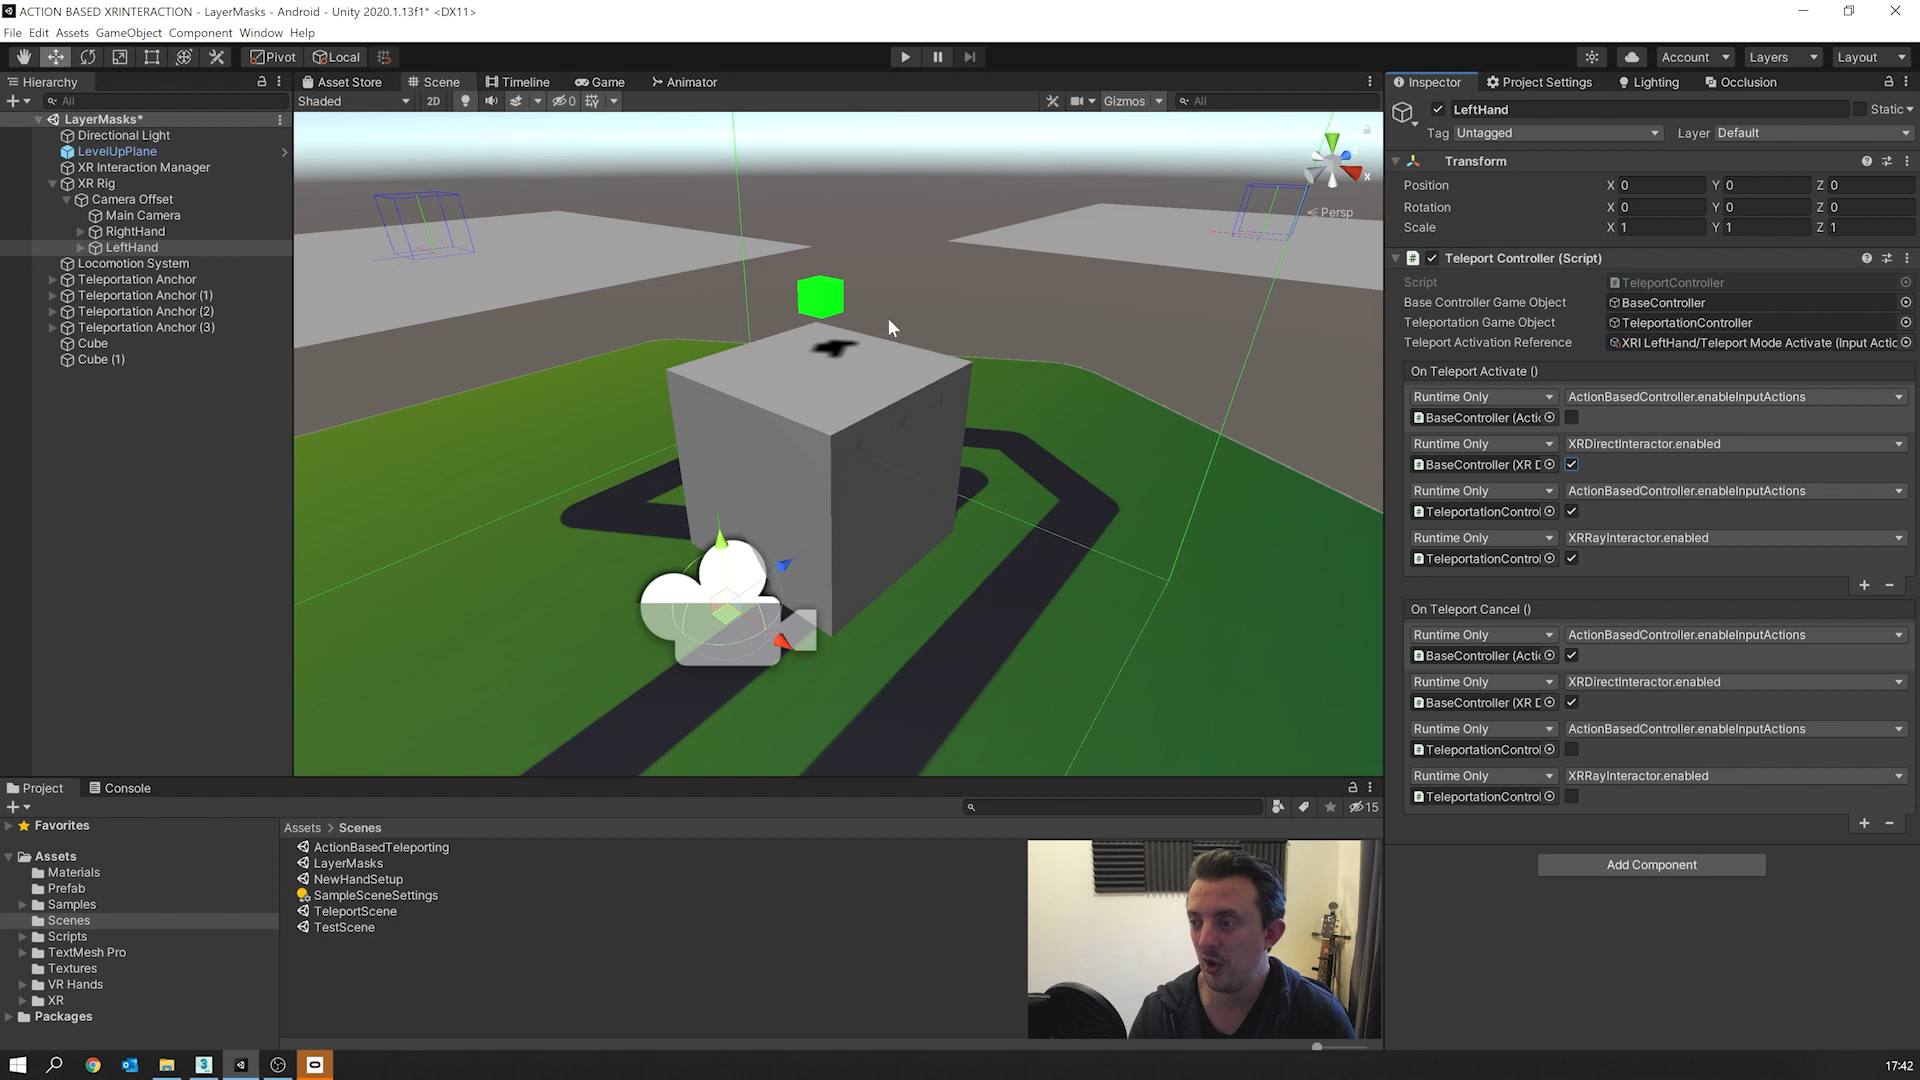 ACTION BASED XRINTERACTION - LayerMasks - Android - Unity 2020.1.13f1* <DX11>
File Edit Assets GameObject Component Window Help
Pivot Local Account Layers Layout
Hierarchy
All
LayerMasks*
Directional Light
LevelUpPlane
XR Interaction Manager
XR Rig
Camera Offset
Main Camera
RightHand
LeftHand
Locomotion System
Teleportation Anchor
Teleportation Anchor (1)
Teleportation Anchor (2)
Teleportation Anchor (3)
Cube
Cube (1)
Asset Store Scene Timeline Game Animator
Shaded 2D 0 Gizmos All
x
Persp
Inspector Project Settings Lighting Occlusion
LeftHand Static
Tag Untagged Layer Default
Transform
Position X 0 Y 0 Z 0
Rotation X 0 Y 0 Z 0
Scale X 1 Y 1 Z 1
Teleport Controller (Script)
Script TeleportController
Base Controller Game Object BaseController
Teleportation Game Object TeleportationController
Teleport Activation Reference XRI LeftHand/Teleport Mode Activate (Input Actio
On Teleport Activate ()
Runtime Only ActionBasedController.enableInputActions
BaseController (Actio
Runtime Only XRDirectInteractor.enabled
BaseController (XR D
Runtime Only ActionBasedController.enableInputActions
TeleportationControl
Runtime Only XRRayInteractor.enabled
TeleportationControl
On Teleport Cancel ()
Runtime Only ActionBasedController.enableInputActions
BaseController (Actio
Runtime Only XRDirectInteractor.enabled
BaseController (XR D
Runtime Only ActionBasedController.enableInputActions
TeleportationControl
Runtime Only XRRayInteractor.enabled
TeleportationControl
Add Component
Project Console
15
Favorites
Assets
Materials
Prefab
Samples
Scenes
Scripts
TextMesh Pro
Textures
VR Hands
XR
Packages
Assets > Scenes
ActionBasedTeleporting
LayerMasks
NewHandSetup
SampleSceneSettings
TeleportScene
TestScene
17:42